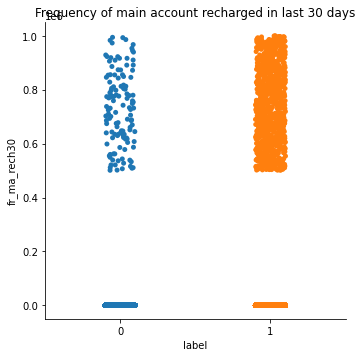 Frequency of main account recharged in last 30 days
1e6
1.0
0.8
0.6
0.4
0.2
0.0
fr_ma_rech30
0 1
label